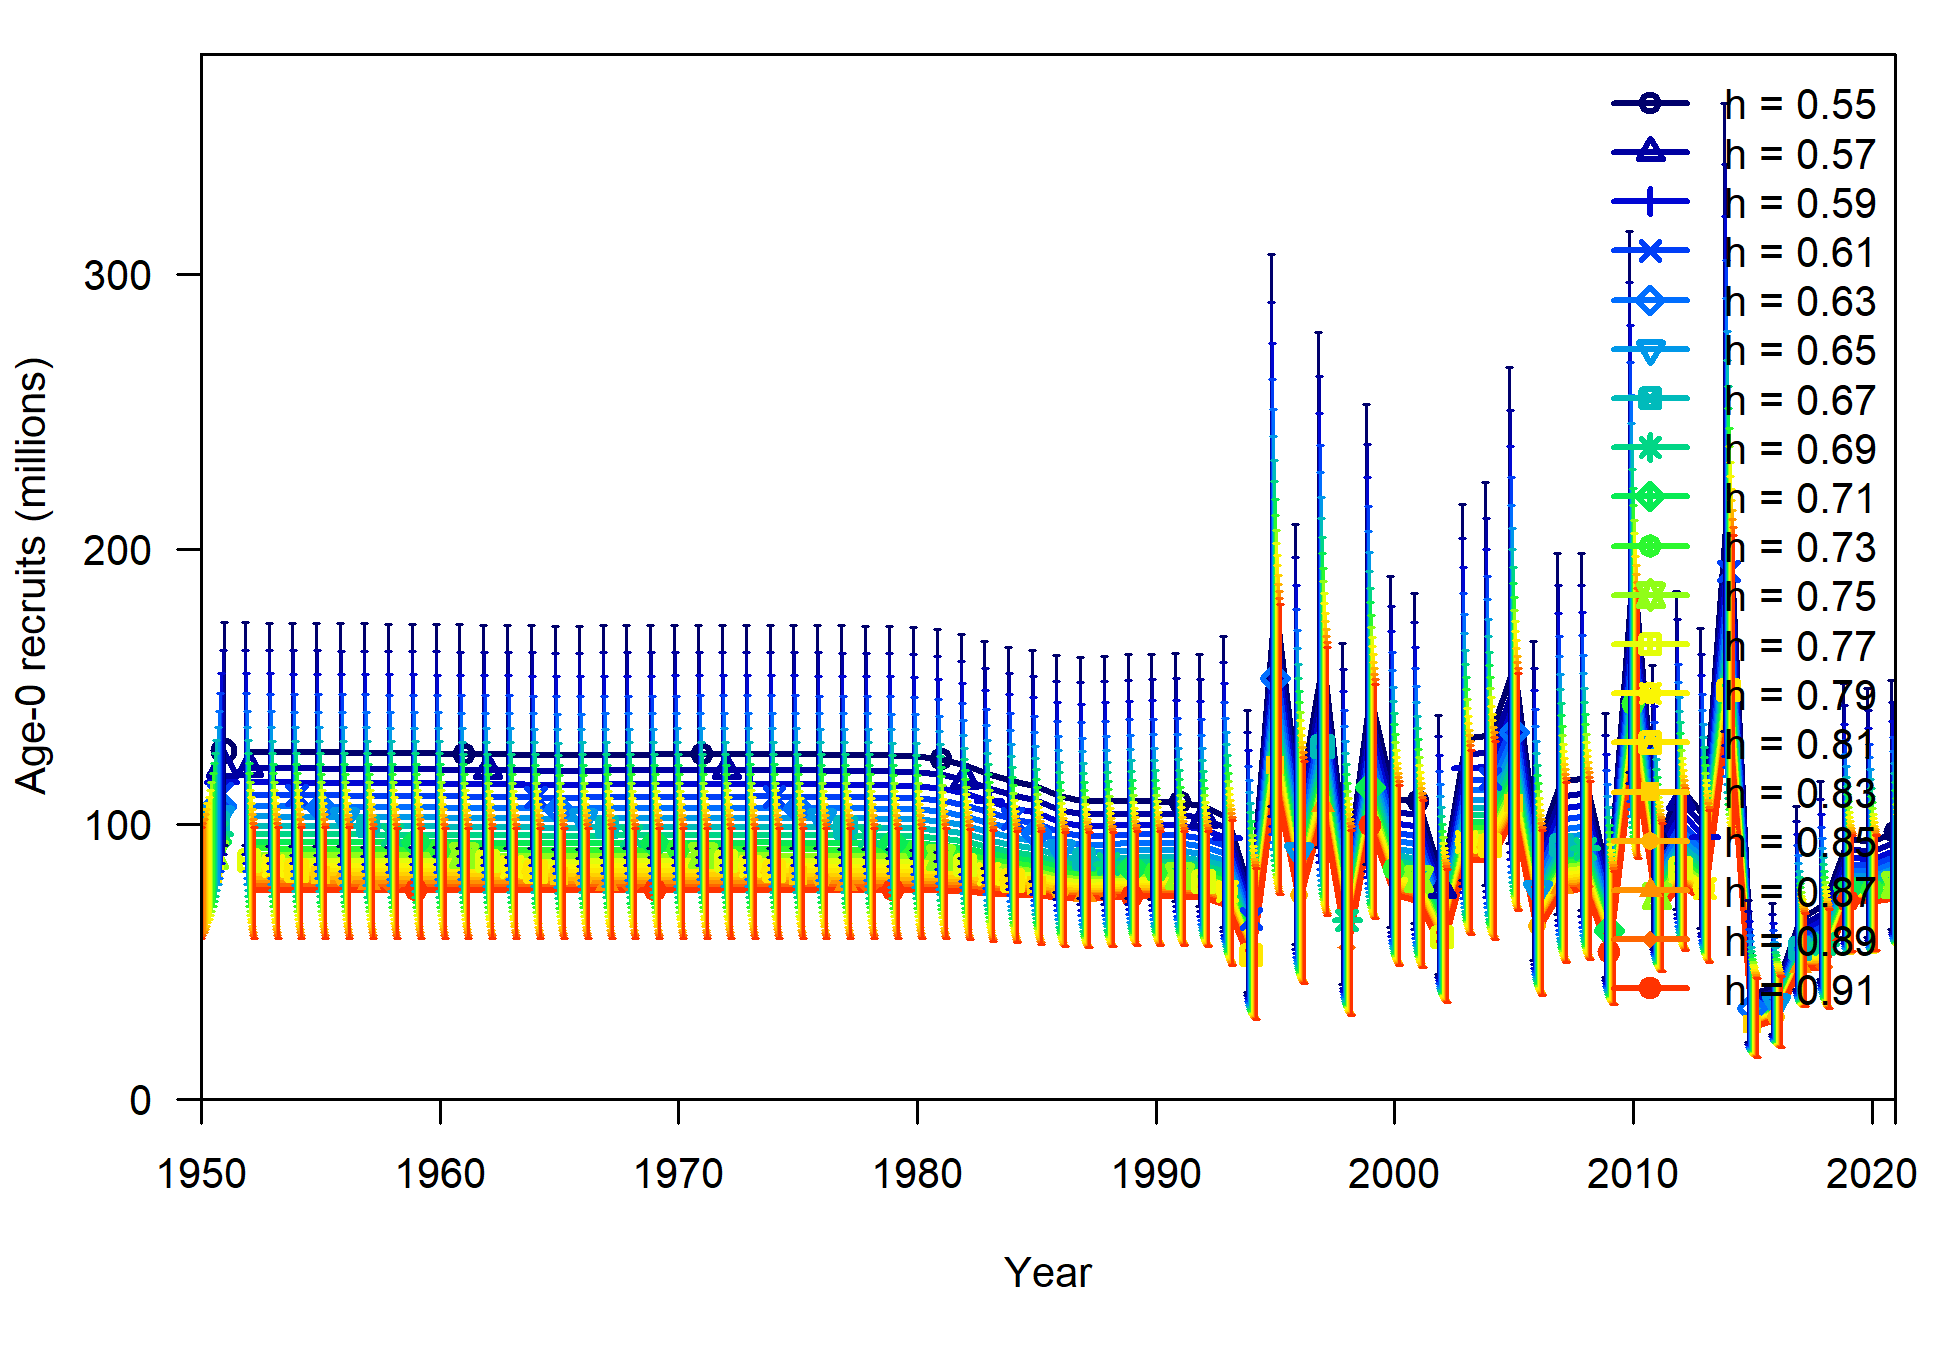 h = 0.55
h = 0.57
h = 0.59
h = 0.61
h = 0.63
h = 0.65
h = 0.67
h = 0.69
h = 0.71
h = 0.73
h = 0.75
h = 0.77
h = 0.79
h = 0.81
h = 0.83
h = 0.85
h = 0.87
h = 0.89
h = 0.91
Age-0 recruits (millions)
300
200
100
0
1950 1960 1970 1980 1990 2000 2010 2020
Year